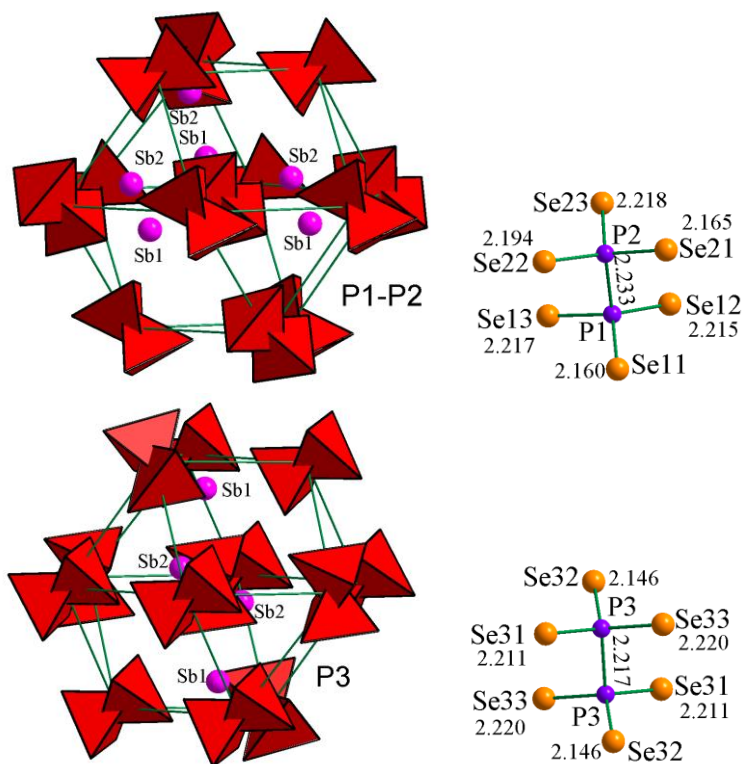 Sb2
Sb1
Sb2
Sb2
Sb1
Sb1
P1-P2
Se23
2.218
2.194
P2
2.165
Se22
Se21
2.233
Se13
Se12
2.217
P1
2.215
2.160
Se11
Sb1
Sb2
Sb2
Sb1
P3
Se32
2.146
P3
Se31
Se33
2.211
2.220
2.217
Se33
Se31
2.220
P3
2.211
2.146
Se32